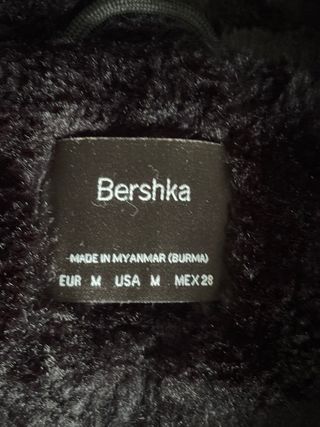 Bershka
MADE IN MYANMAR (BURMA)
EUR M USA M MEX 28